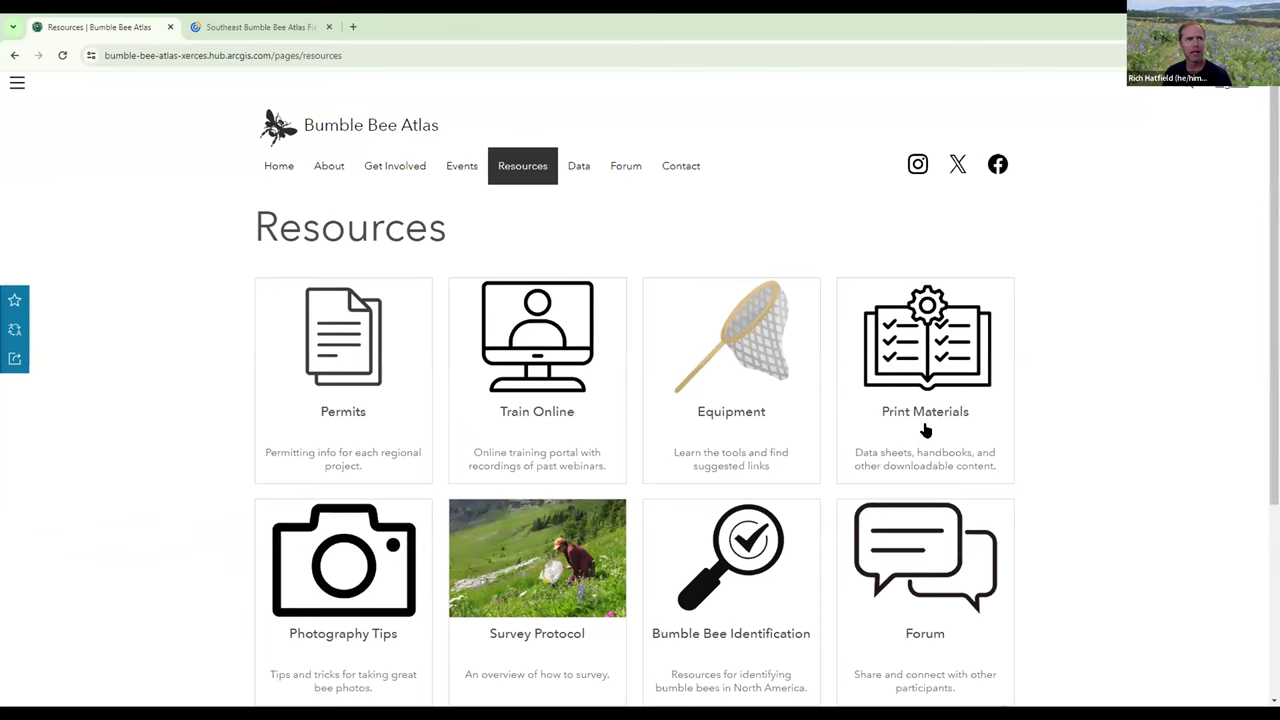 Resources | Bumble Bee Atlas
Southeast Bumble Bee Atlas Fi
bumble-bee-atlas-xerces.hub.arcgis.com/pages/resources
Rich Hatfield (he/him...
Bumble Bee Atlas
Home About Get Involved Events Resources Data Forum Contact
Resources
Permits
Permitting info for each regional
project.
Train Online
Online training portal with
recordings of past webinars.
Equipment
Learn the tools and find
suggested links
Print Materials
Data sheets, handbooks, and
other downloadable content.
Photography Tips
Tips and tricks for taking great
bee photos.
Survey Protocol
An overview of how to survey.
Bumble Bee Identification
Resources for identifying
bumble bees in North America.
Forum
Share and connect with other
participants.